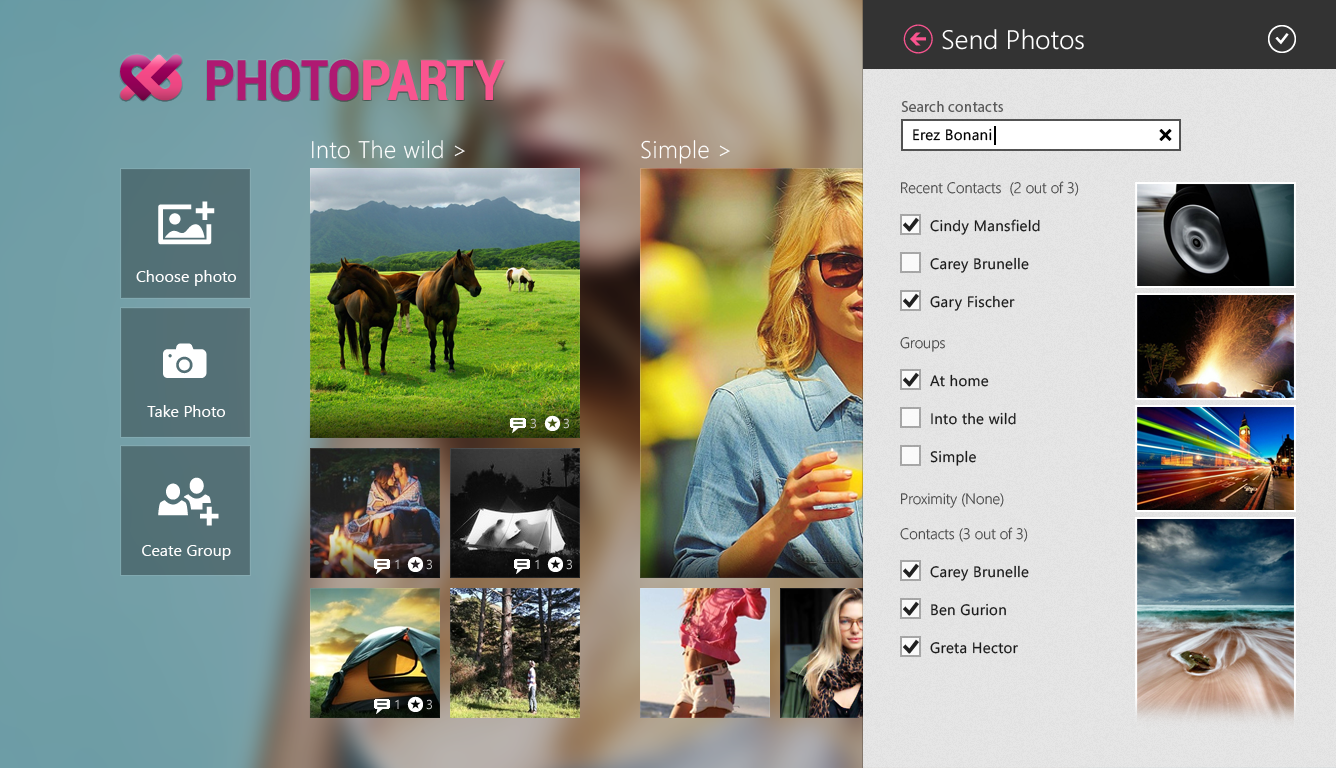 PHOTOPARTY
Choose photo
Take Photo
Ceate Group
Into The wild >
3 3
1 3
1 3
1 3
Simple >
Send Photos
Search contacts
Erez Bonani
Recent Contacts (2 out of 3)
Cindy Mansfield
Carey Brunelle
Gary Fischer
Groups
At home
Into the wild
Simple
Proximity (None)
Contacts (3 out of 3)
Carey Brunelle
Ben Gurion
Greta Hector